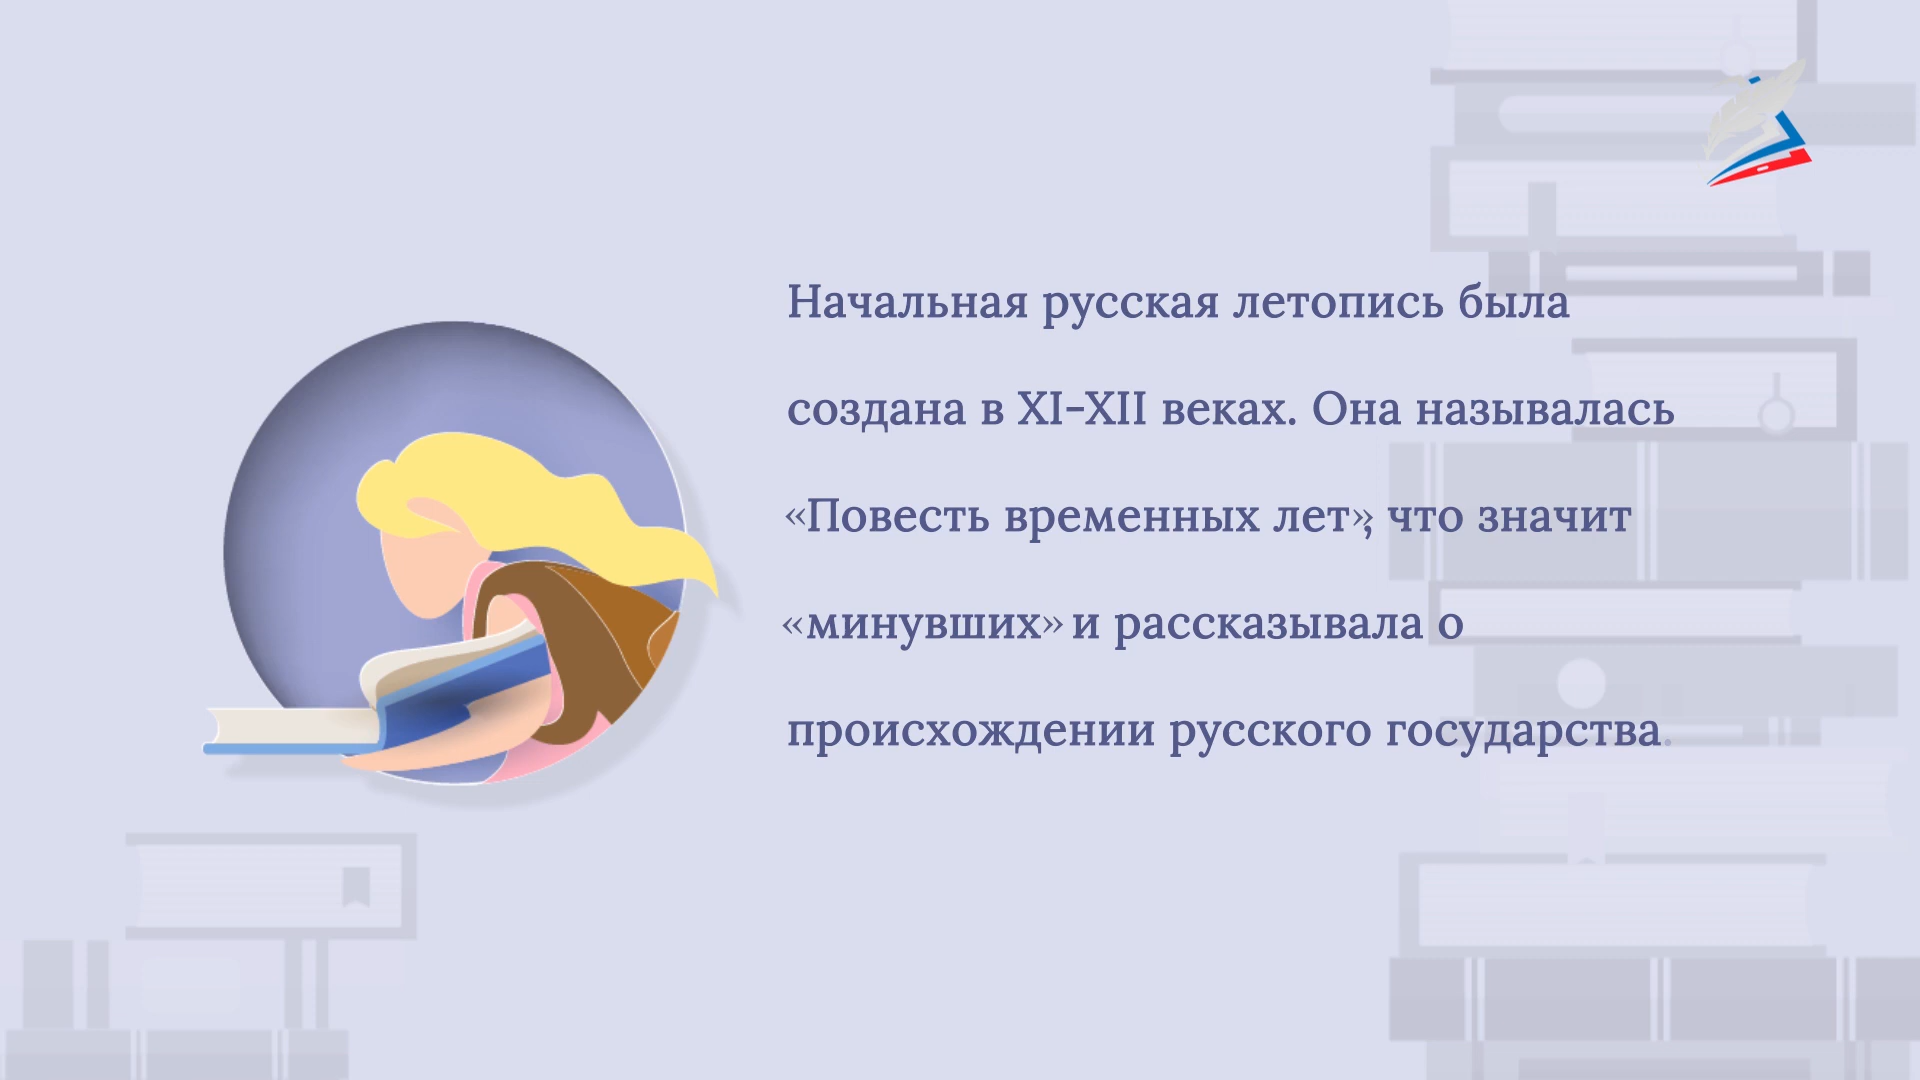 Начальная русская летопись была
создана в XI-XII веках. Она называлась
«Повесть временных лет», что значит
«минувших» и рассказывала о
происхождении русского государства.